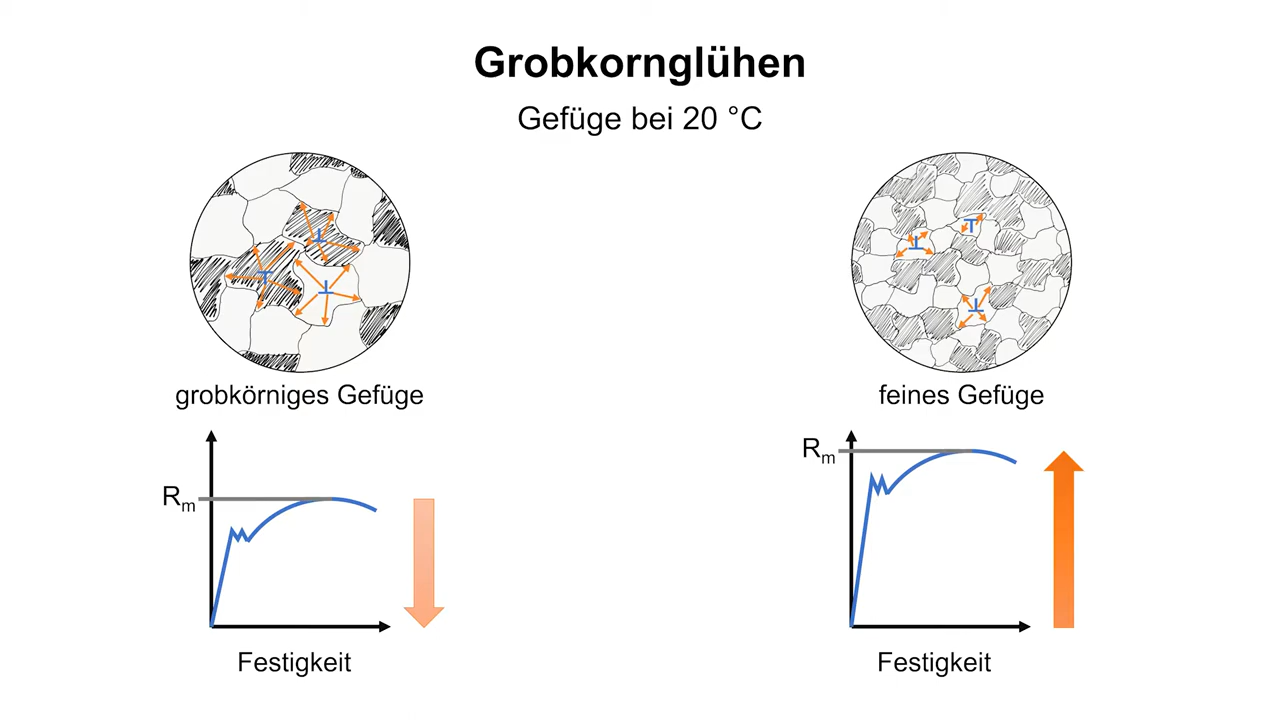 Grobkornglühen
Gefüge bei 20 °C
grobkörniges Gefüge
feines Gefüge
Rm
Rm
Festigkeit
Festigkeit